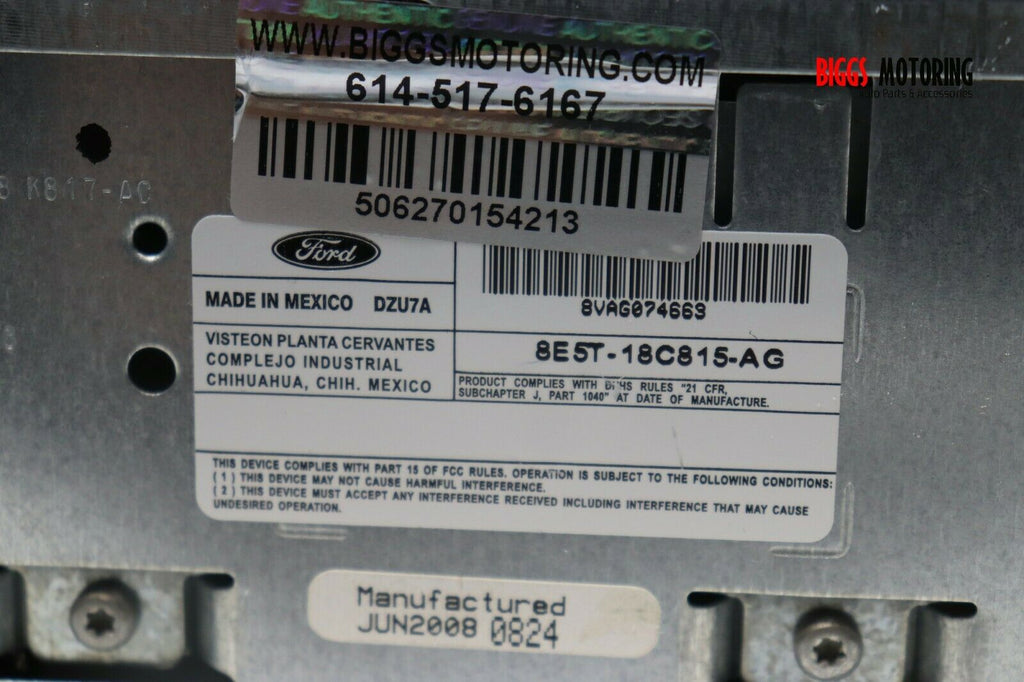 WWW.BIGGSMOTORING.COM
614-517-6167
506270154213
BIGGS MOTORING
Auto Parts & Accessories
K817-AC
Ford
MADE IN MEXICO DZU7A
VISTEON PLANTA CERVANTES
COMPLEJO INDUSTRIAL
CHIHUAHUA, CHIH. MEXICO
8VAG074663
8E5T-18C815-AG
PRODUCT COMPLIES WITH RULES "21 CFR,
SUBCHAPTER J, PART 1040" AT DATE OF MANUFACTURE.
THIS DEVICE COMPLIES WITH PART 15 OF FCC RULES. OPERATION IS SUBJECT TO THE FOLLOWING CONDITIONS:
(1) THIS DEVICE MAY NOT CAUSE HARMFUL INTERFERENCE.
(2) THIS DEVICE MUST ACCEPT ANY INTERFERENCE RECEIVED INCLUDING INTERFERENCE THAT MAY CAUSE
UNDESIRED OPERATION.
Manufactured
JUN2008 0824